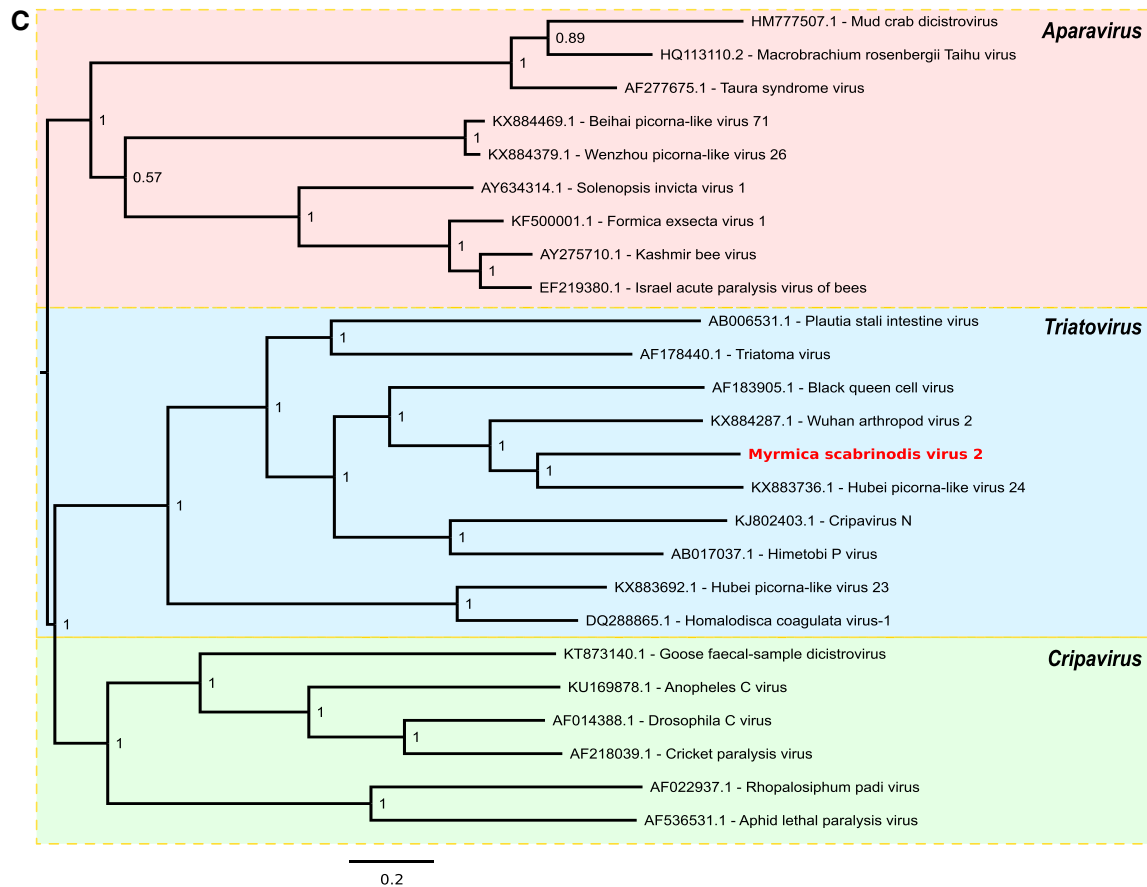 C
HM777507.1 - Mud crab dicistrovirus
Aparavirus
0.89
HQ113110.2 - Macrobrachium rosenbergii Taihu virus
1
AF277675.1 - Taura syndrome virus
1
KX884469.1 - Beihai picorna-like virus 71
1
KX884379.1 - Wenzhou picorna-like virus 26
0.57
AY634314.1 - Solenopsis invicta virus 1
1
KF500001.1 - Formica exsecta virus 1
1
AY275710.1 - Kashmir bee virus
1
EF219380.1 - Israel acute paralysis virus of bees
AB006531.1 - Plautia stali intestine virus
Triatovirus
1
AF178440.1 - Triatoma virus
AF183905.1 - Black queen cell virus
1
1
KX884287.1 - Wuhan arthropod virus 2
1
Myrmica scabrinodis virus 2
1
1
KX883736.1 - Hubei picorna-like virus 24
1
KJ802403.1 - Cripavirus N
1
AB017037.1 - Himetobi P virus
KX883692.1 - Hubei picorna-like virus 23
1
DQ288865.1 - Homalodisca coagulata virus-1
1
KT873140.1 - Goose faecal-sample dicistrovirus
Cripavirus
1
KU169878.1 - Anopheles C virus
1
AF014388.1 - Drosophila C virus
1
1
AF218039.1 - Cricket paralysis virus
AF022937.1 - Rhopalosiphum padi virus
1
AF536531.1 - Aphid lethal paralysis virus
0.2